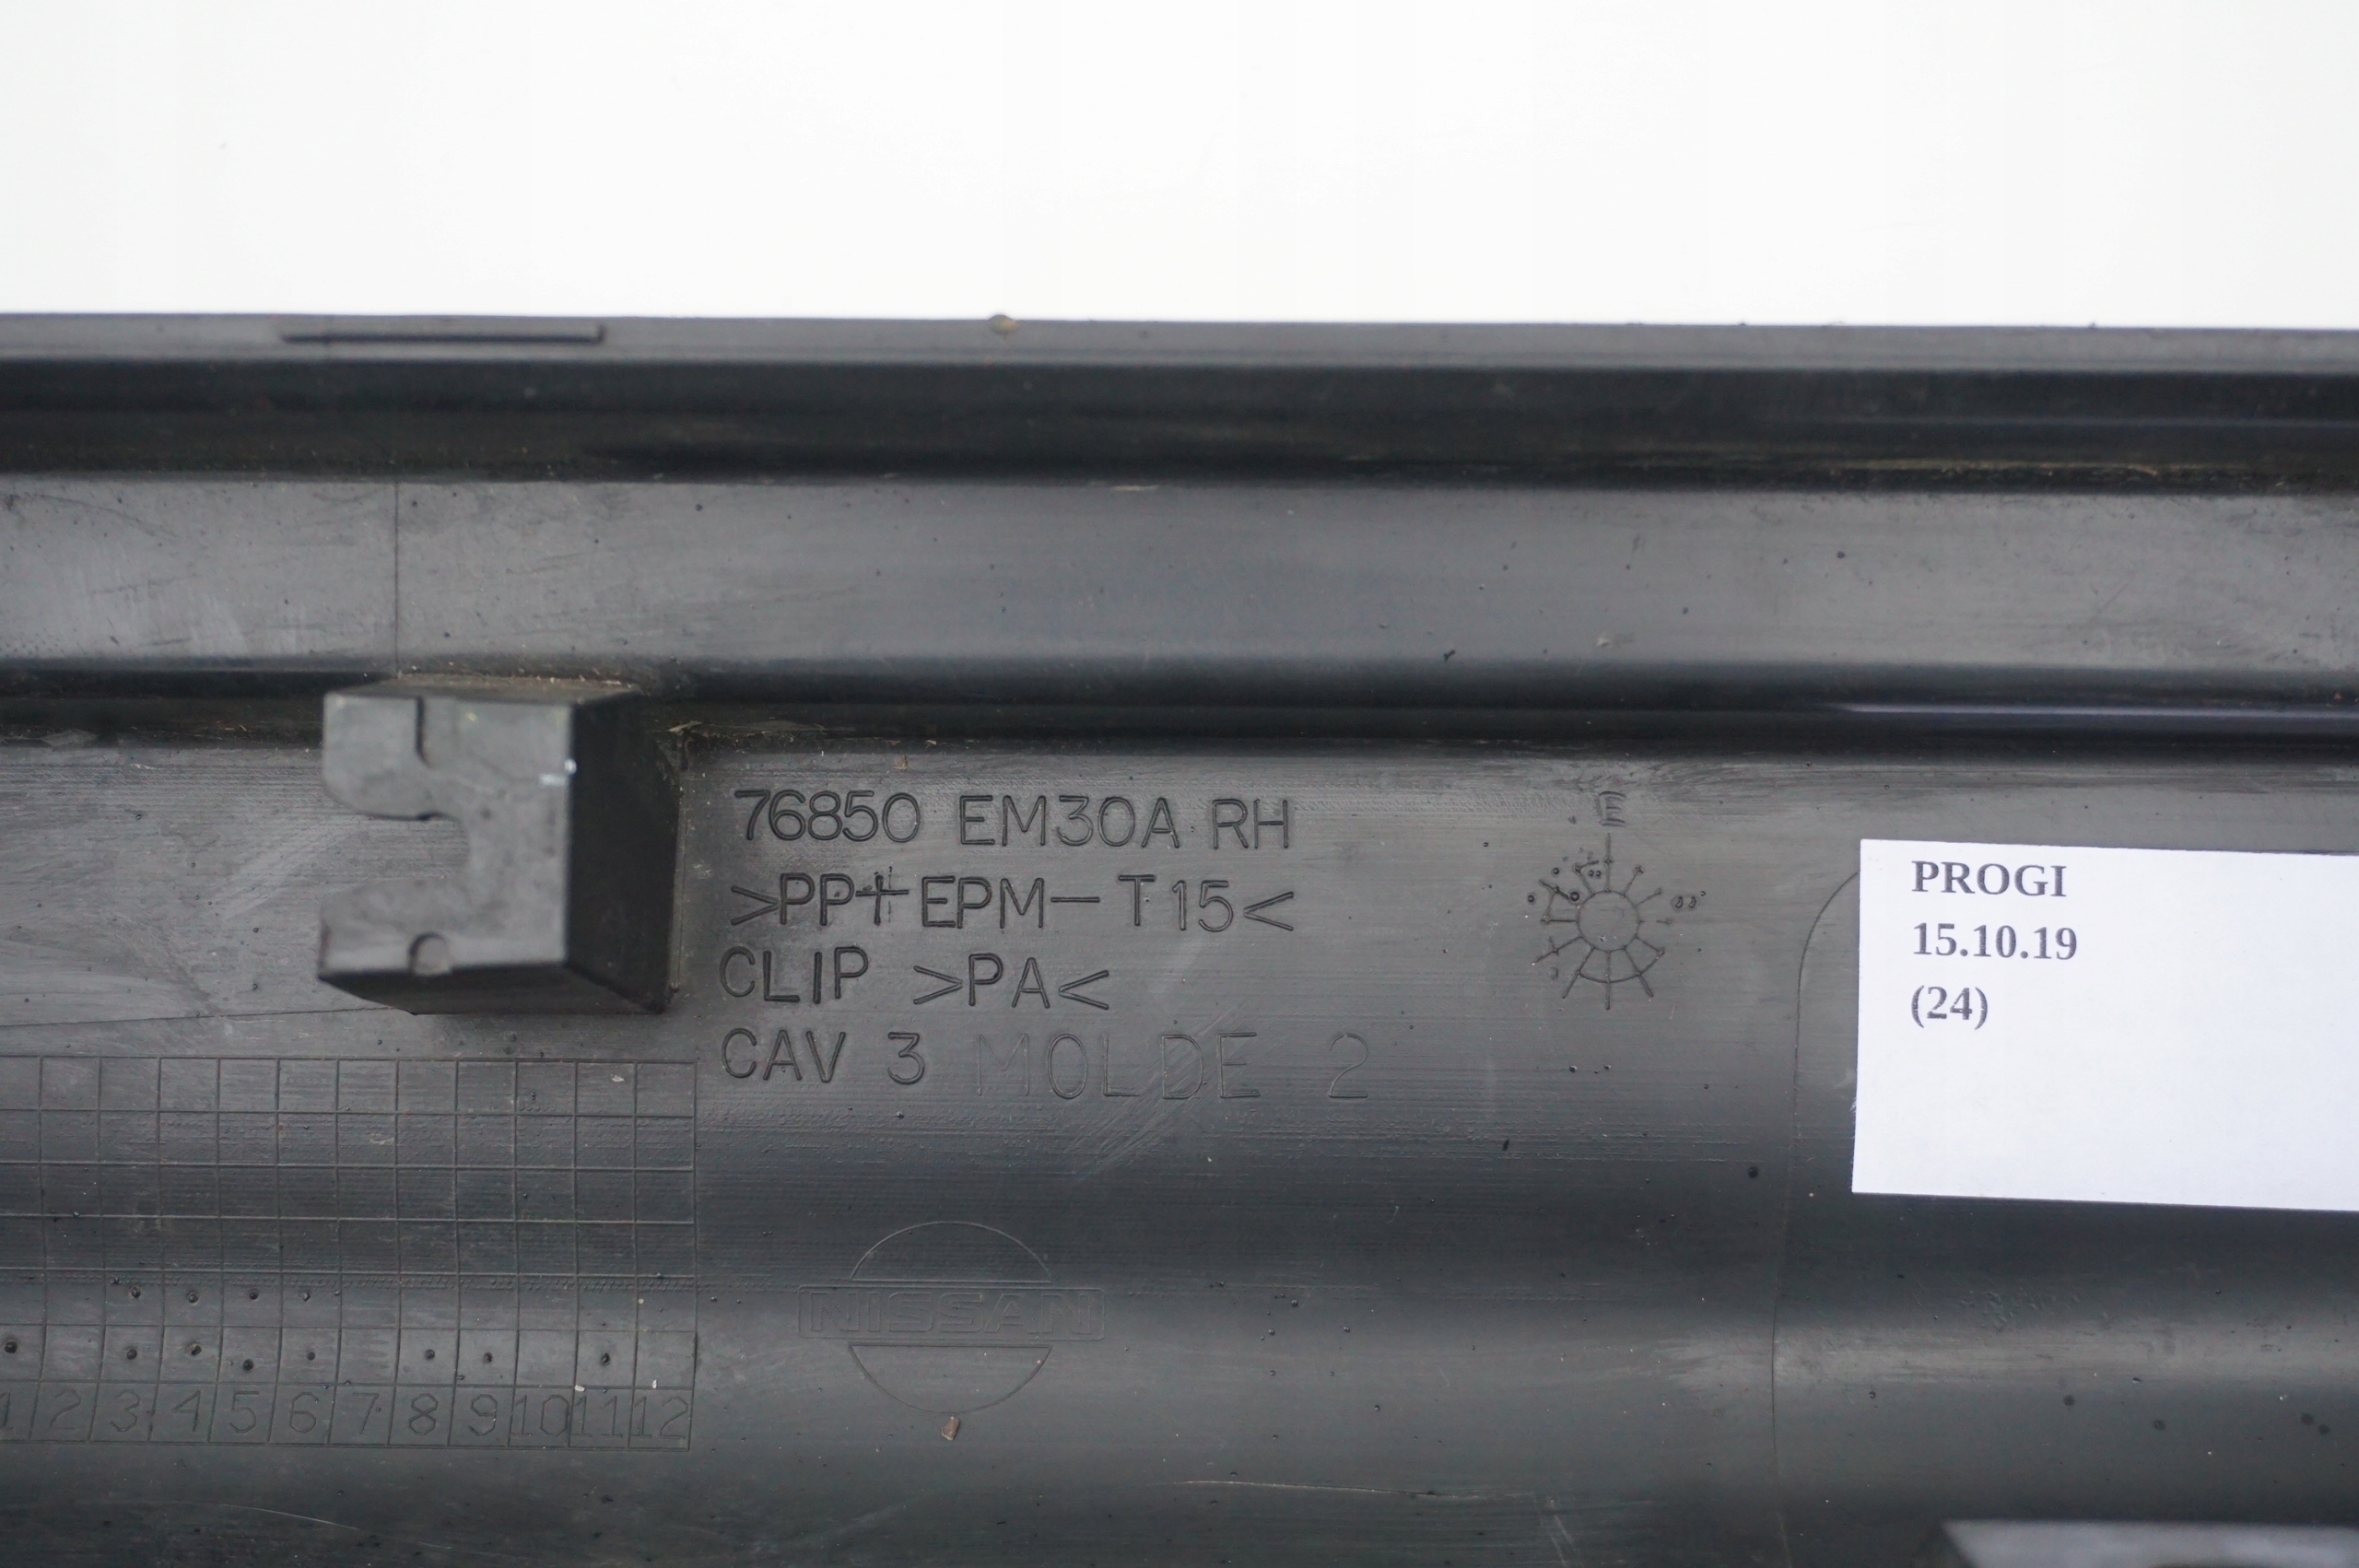 76850 EM30A RH
>PP+EPM-T15<
CLIP >PA<
CAV 3 MOLDE 2
E
PROGI
15.10.19
(24)
NISSAN
1 2 3 4 5 6 7 8 9 10 11 12